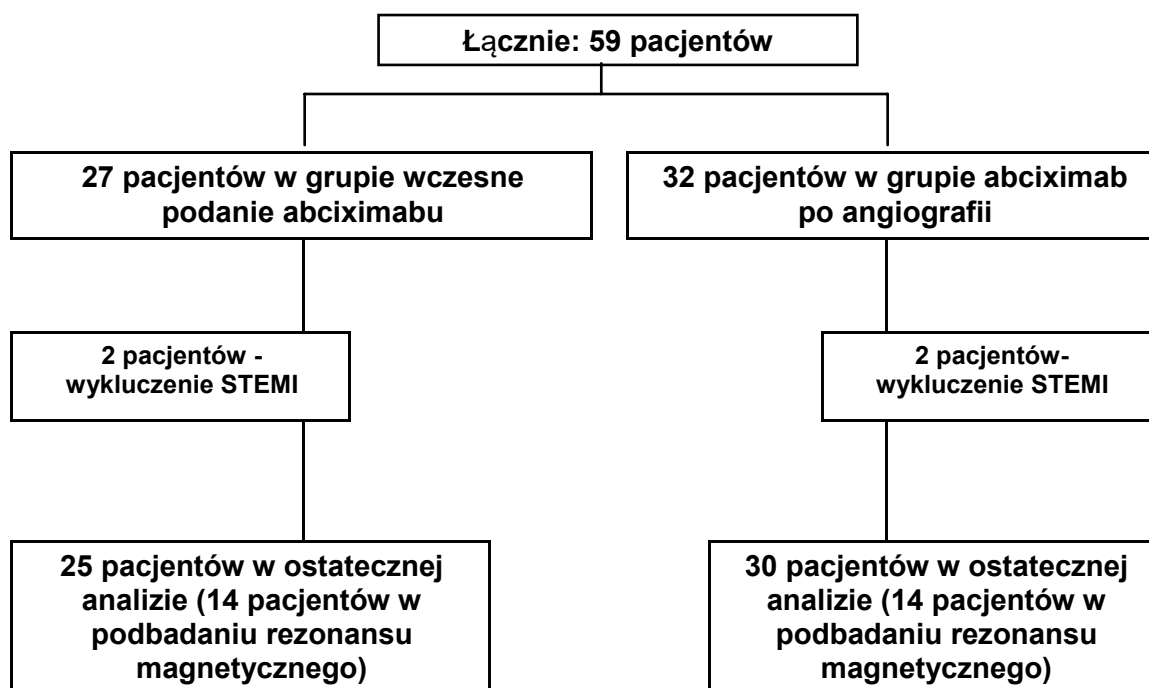 Łącznie: 59 pacjentów
27 pacjentów w grupie wczesne
podanie abciximabu
32 pacjentów w grupie abciximab
po angiografii
2 pacjentów -
wykluczenie STEMI
2 pacjentów-
wykluczenie STEMI
25 pacjentów w ostatecznej
analizie (14 pacjentów w
podbadaniu rezonansu
magnetycznego)
30 pacjentów w ostatecznej
analizie (14 pacjentów w
podbadaniu rezonansu
magnetycznego)